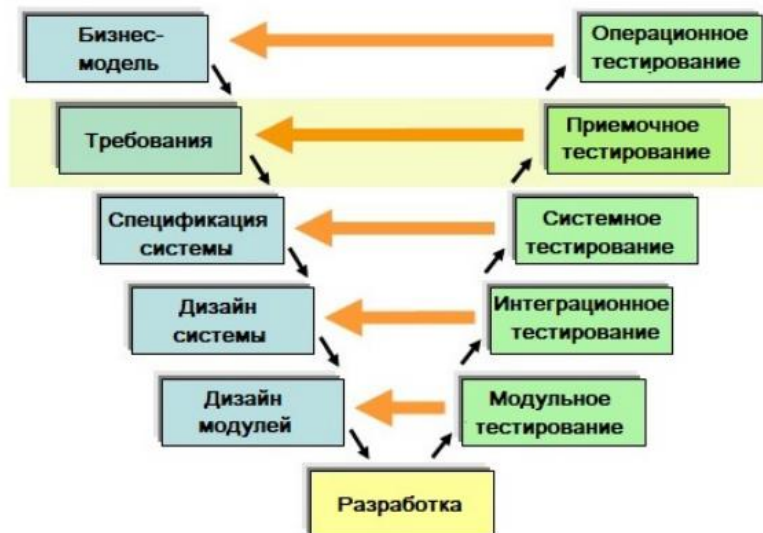 Бизнес-
модель
Операционное
тестирование
Требования
Приемочное
тестирование
Спецификация
системы
Системное
тестирование
Дизайн
системы
Интеграционное
тестирование
Дизайн
модулей
Модульное
тестирование
Разработка